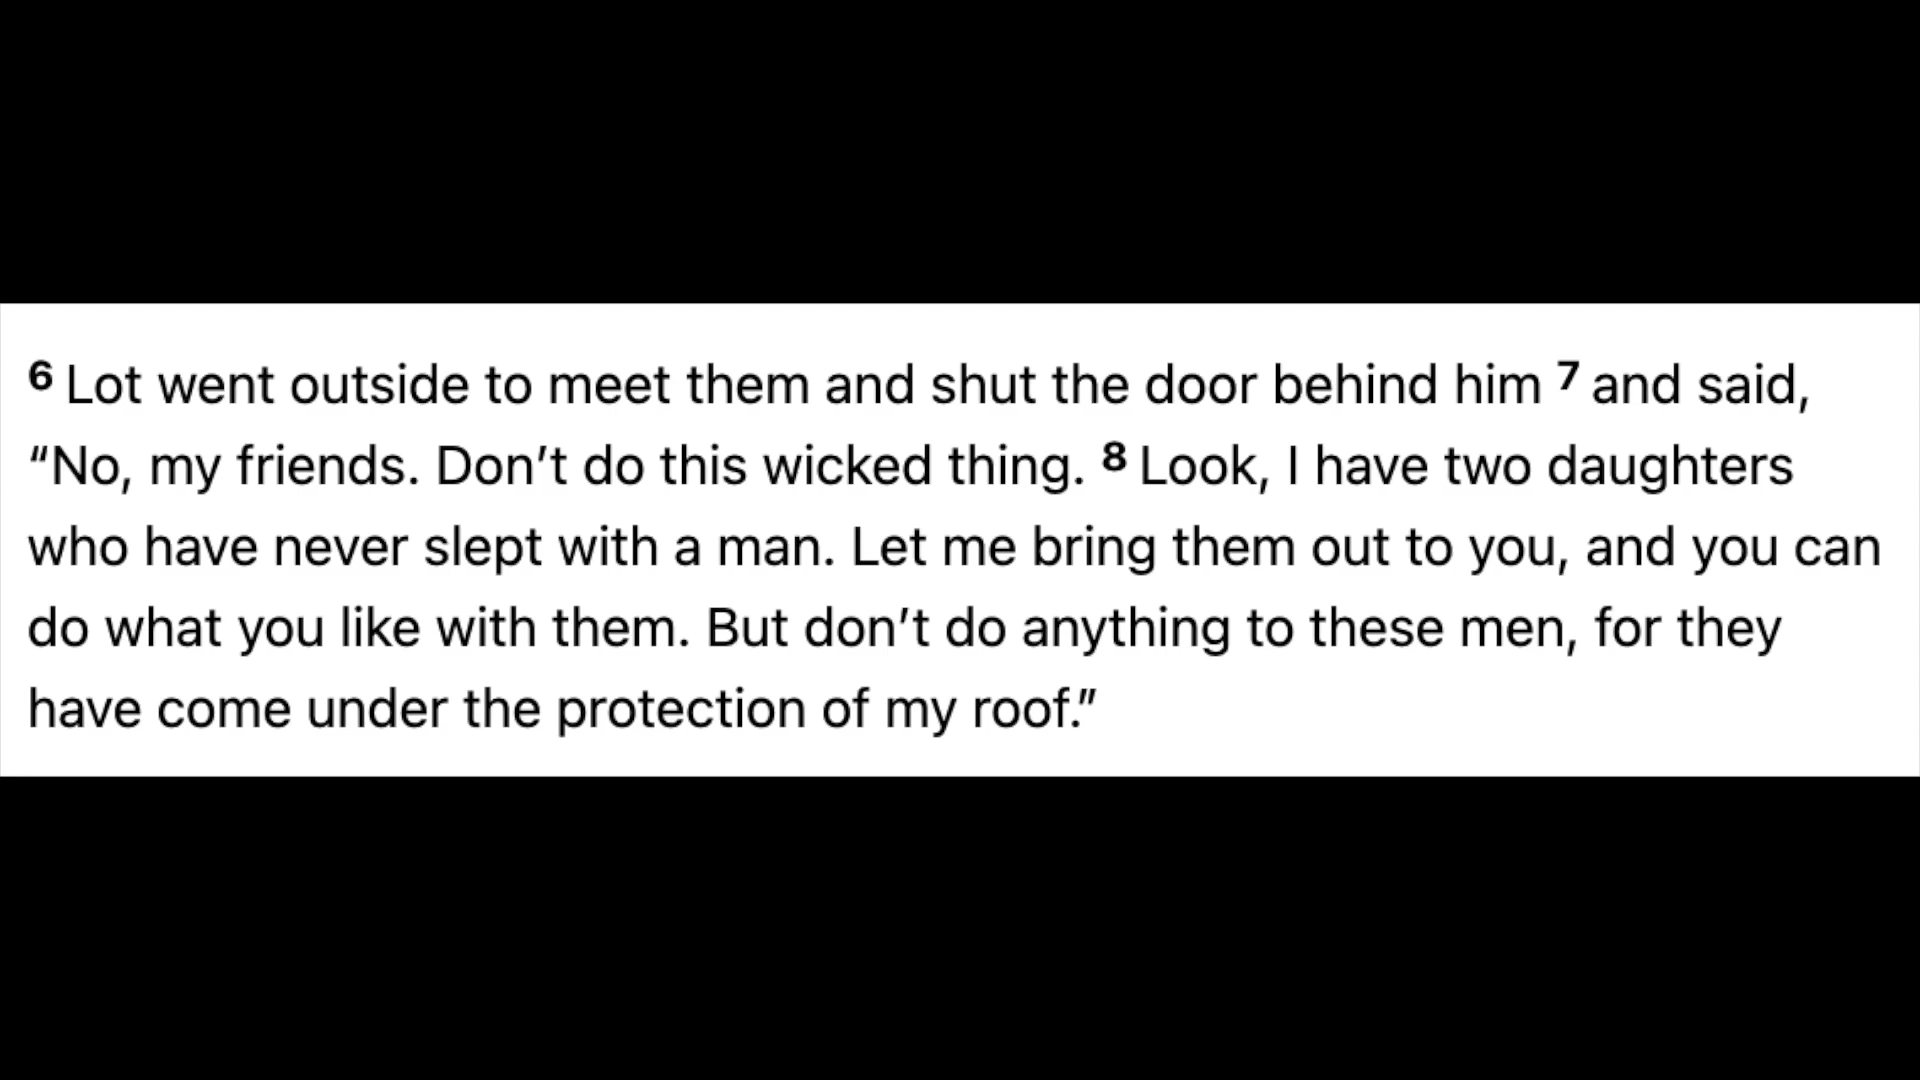 6 Lot went outside to meet them and shut the door behind him 7 and said,
“No, my friends. Don’t do this wicked thing. 8 Look, I have two daughters
who have never slept with a man. Let me bring them out to you, and you can
do what you like with them. But don’t do anything to these men, for they
have come under the protection of my roof.”